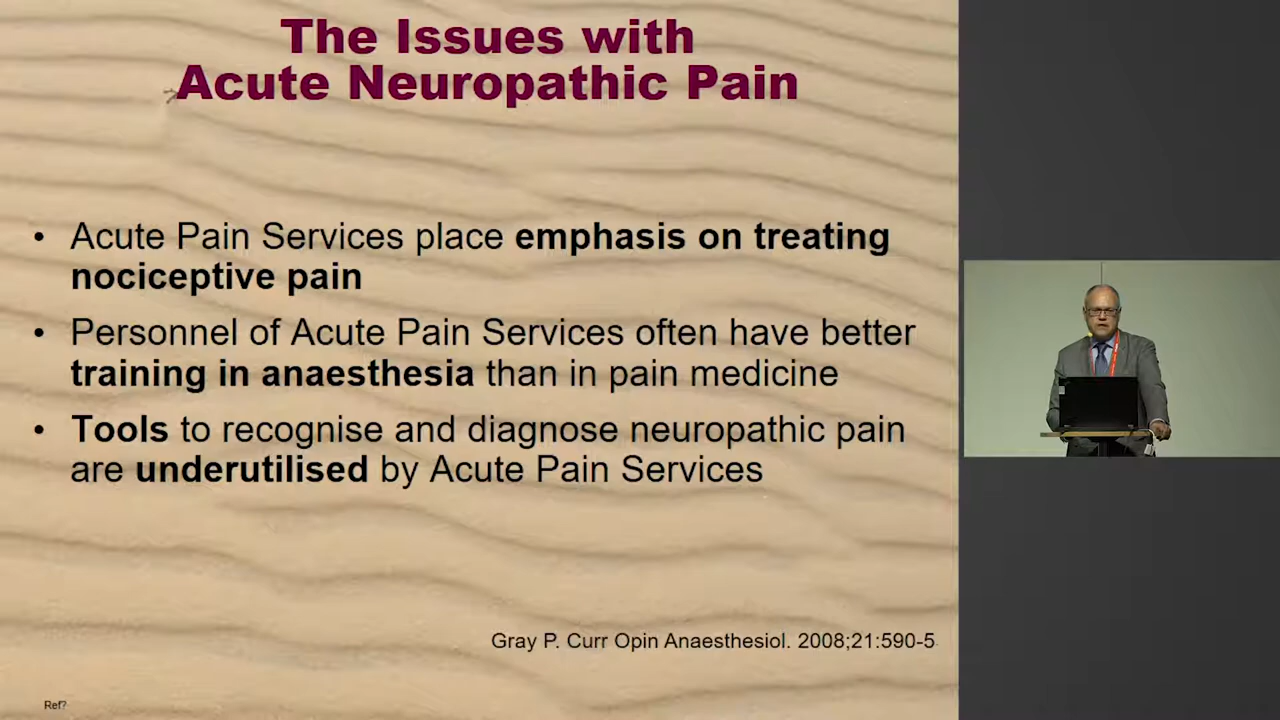 The Issues with
Acute Neuropathic Pain
• Acute Pain Services place emphasis on treating
nociceptive pain
• Personnel of Acute Pain Services often have better
training in anaesthesia than in pain medicine
• Tools to recognise and diagnose neuropathic pain
are underutilised by Acute Pain Services
Gray P. Curr Opin Anaesthesiol. 2008;21:590-5
Ref?